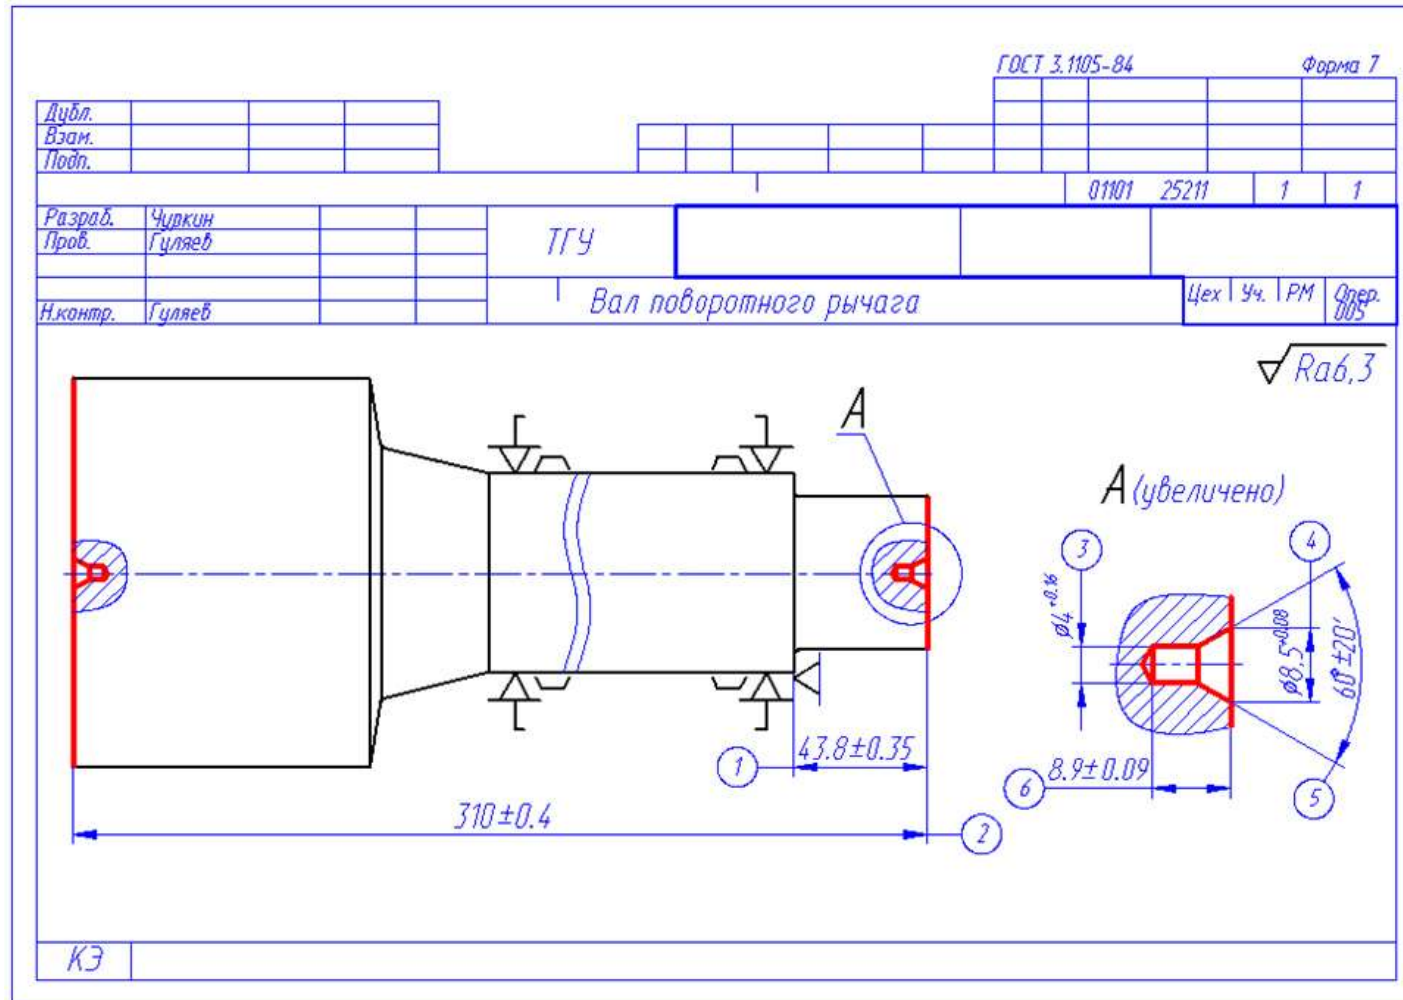 ГОСТ 3.1105-84 Форма 7
Дубл.
Взам.
Подп.
01101 25211 1 1
Разраб. Чуркин
Пров. Гуляев
ТГУ
Н.контр. Гуляев
Вал поворотного рычага
Цех Уч. РМ Опер.
005
Ra6,3
А
А (увеличено)
3
4
⌀4+0.16
⌀8,5+0.08
60°±20'
1
43.8±0.35
6
8.9±0.09
5
310±0.4
2
КЭ